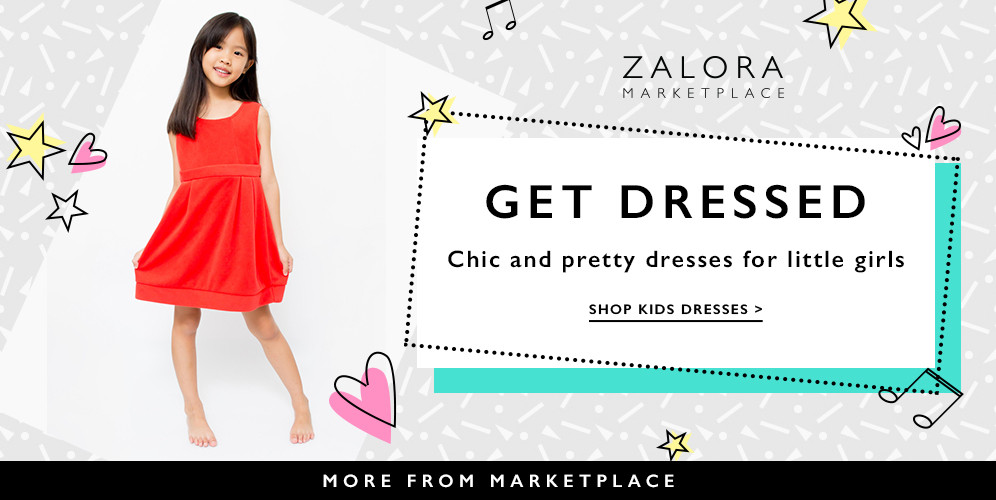 ZALORA
MARKETPLACE
GET DRESSED
Chic and pretty dresses for little girls
SHOP KIDS DRESSES >
MORE FROM MARKETPLACE